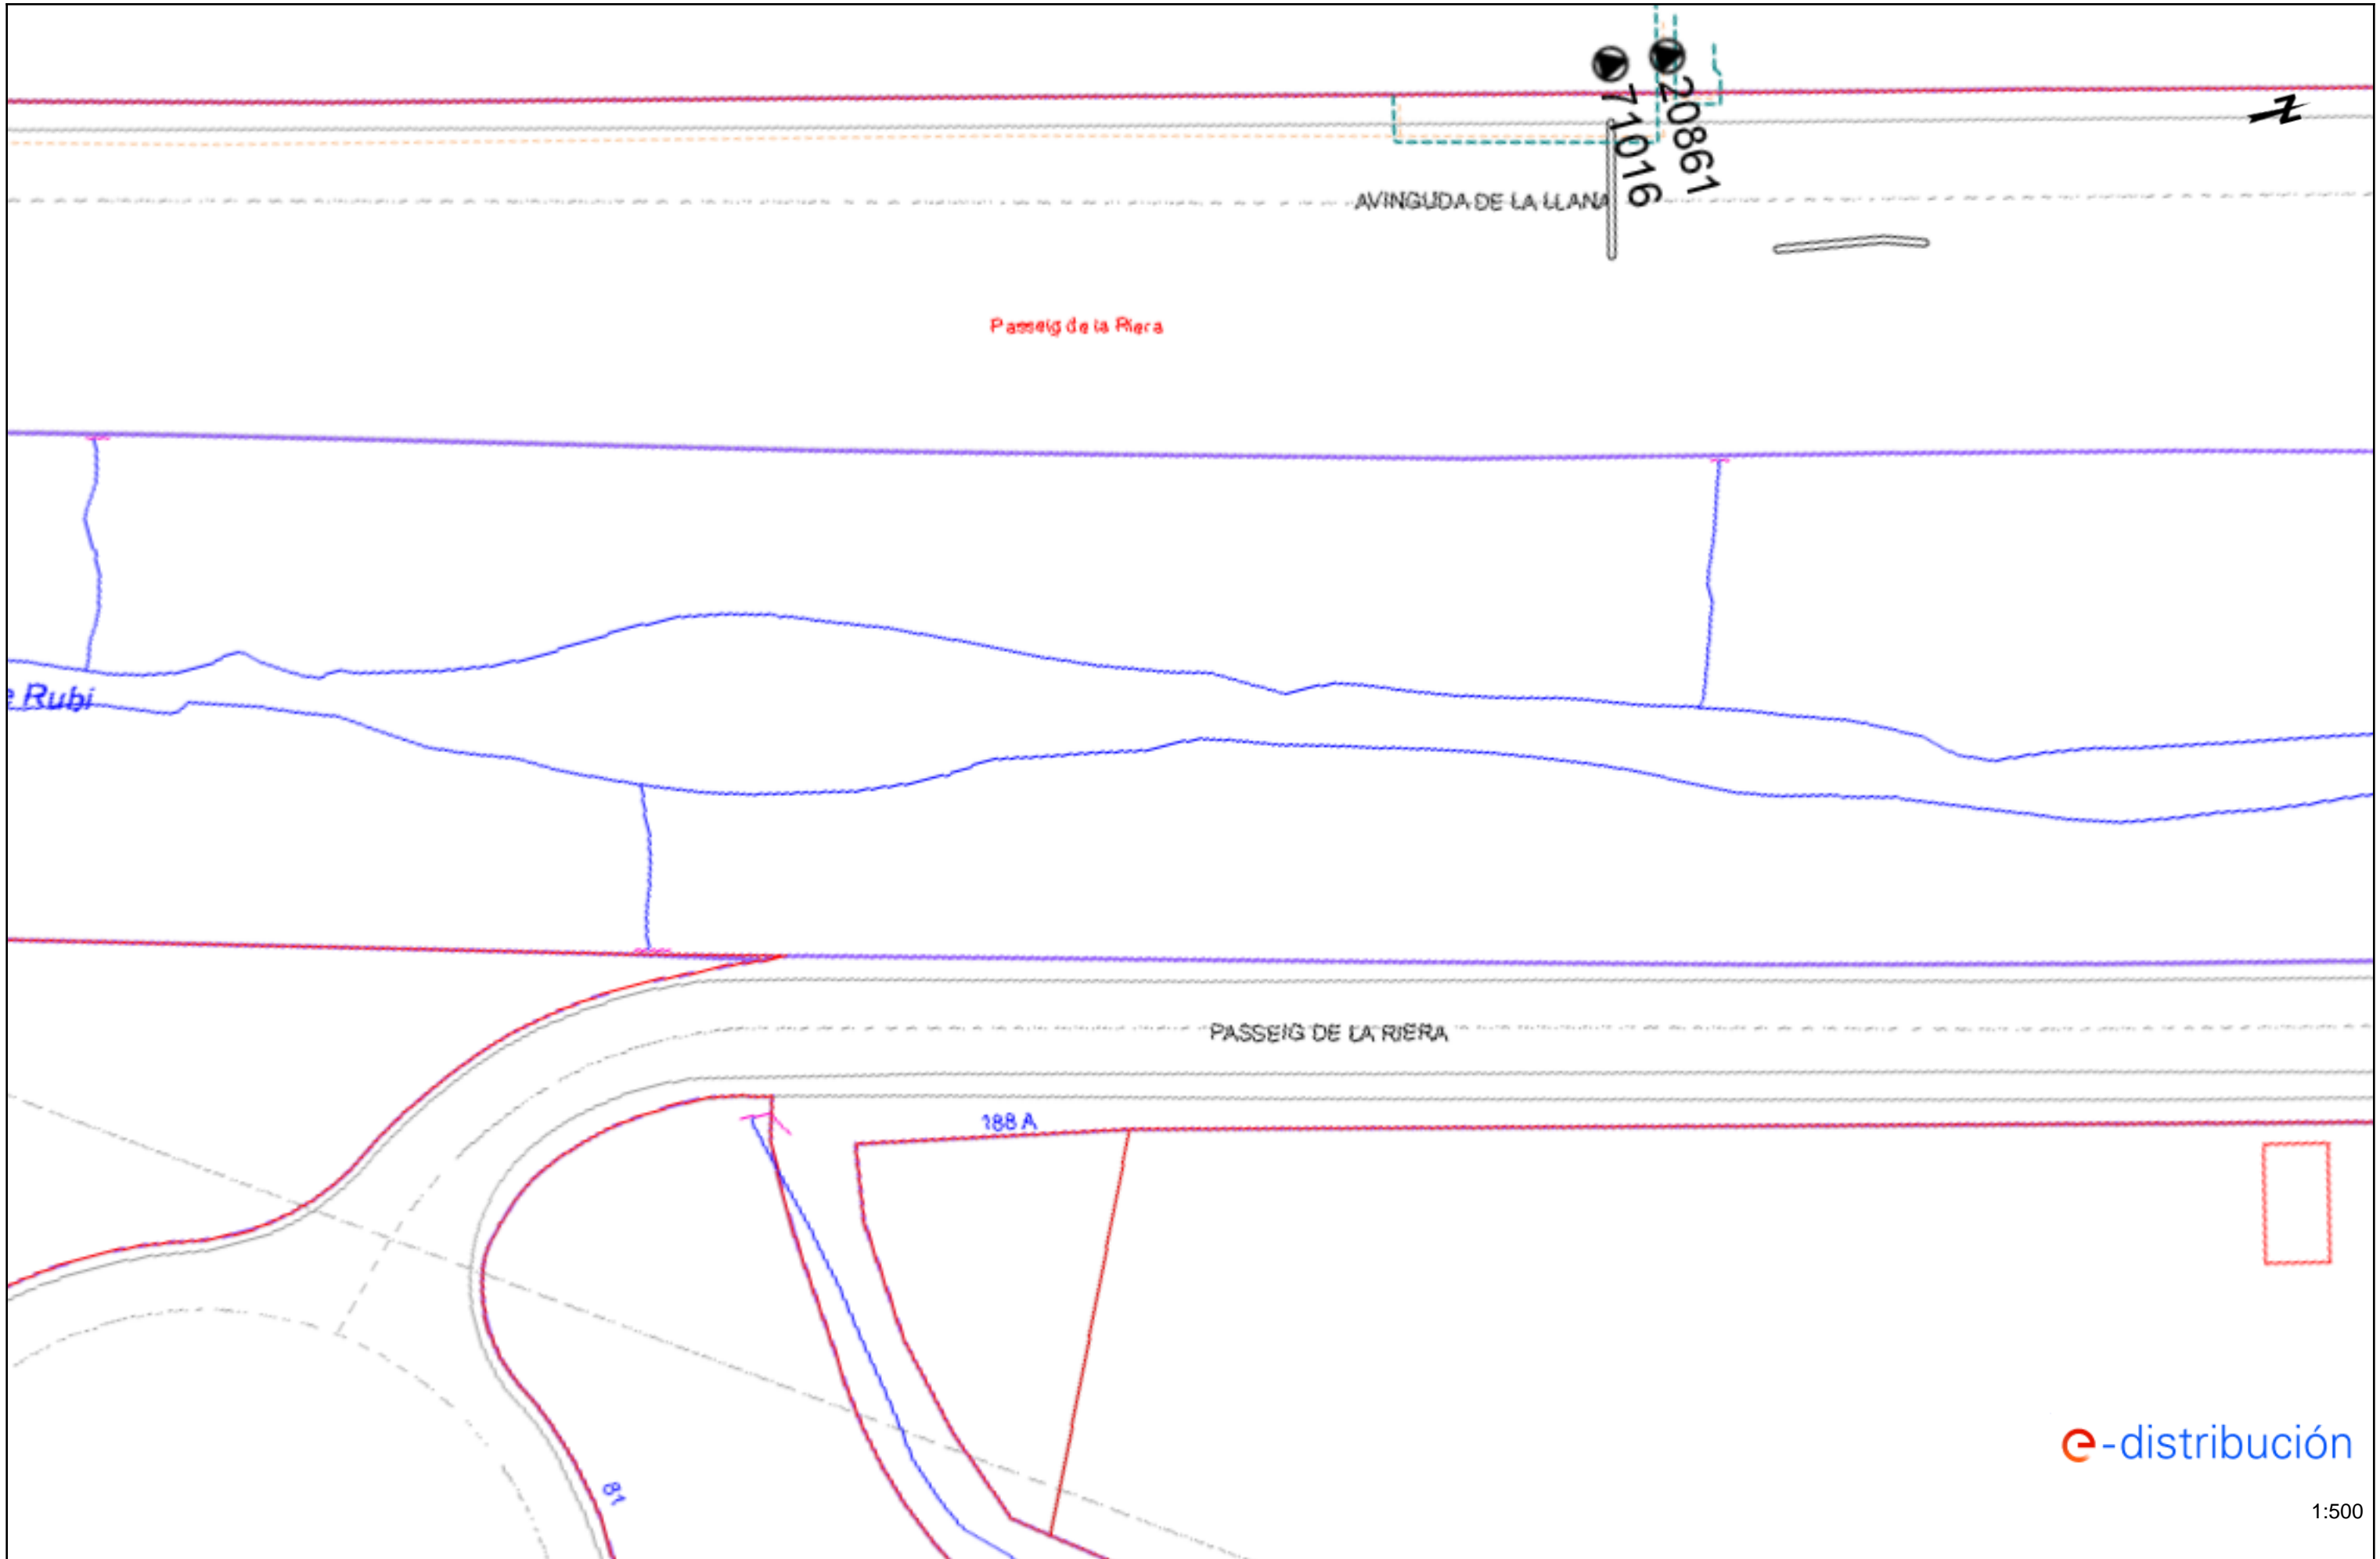 20861
71016
N
AVINGUDA DE LA LLANA
Passeig de la Riera
e Rubi
PASSEIG DE LA RIERA
188 A
81
e-distribución
1:500